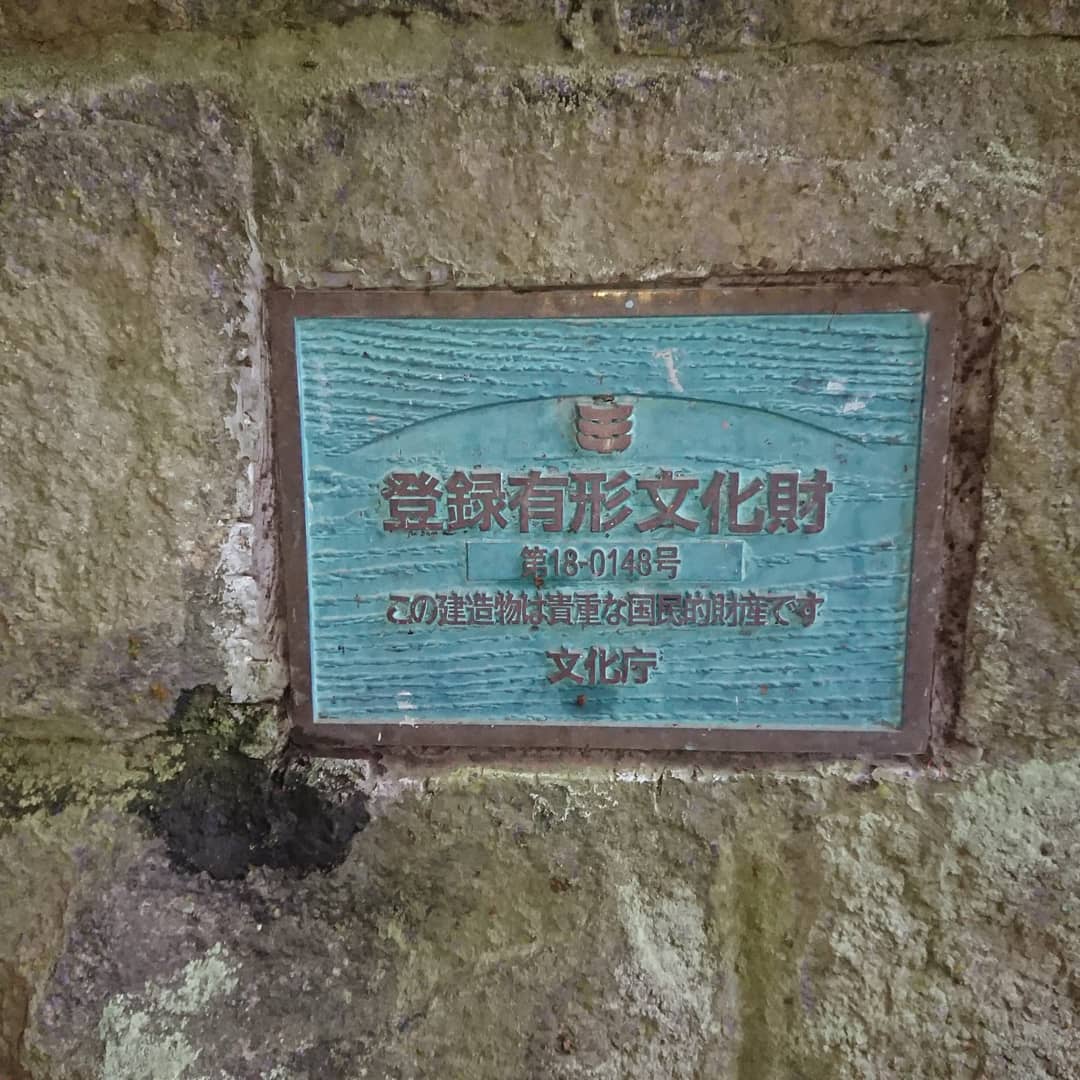 登録有形文化財
第18-0148号
この建造物は貴重な国民的財産です
文化庁